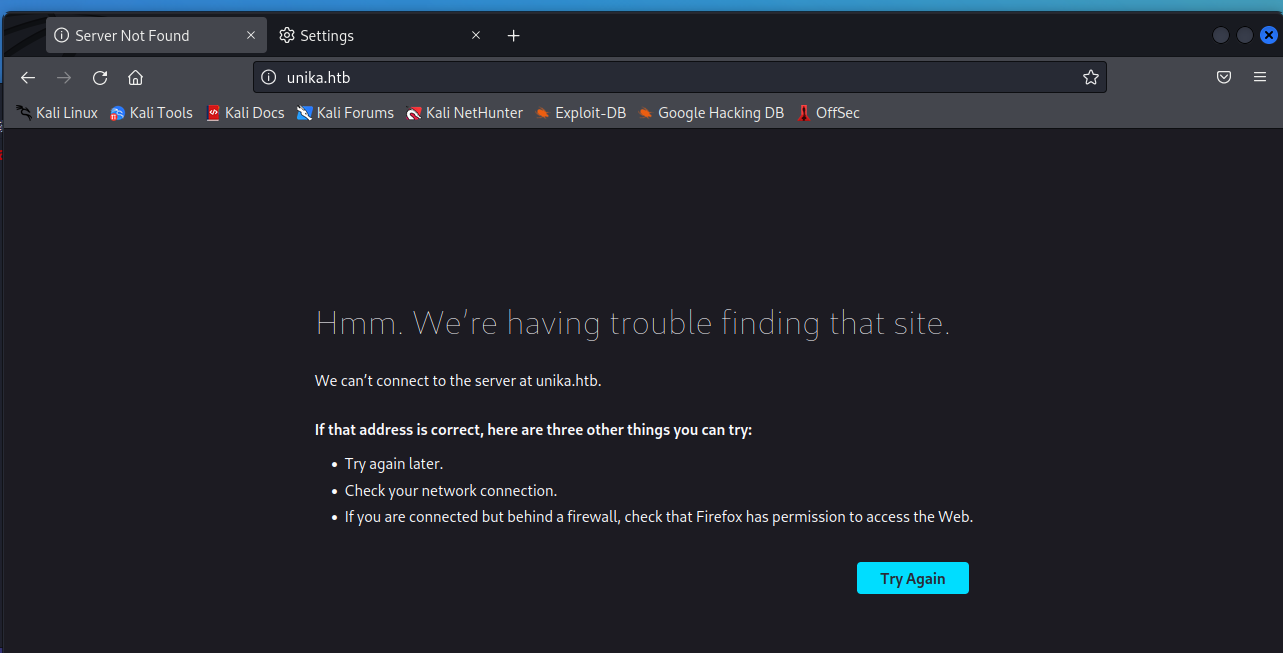 Server Not Found
Settings
unika.htb
Kali Linux Kali Tools Kali Docs Kali Forums Kali NetHunter Exploit-DB Google Hacking DB OffSec
Hmm. We're having trouble finding that site.
We can't connect to the server at unika.htb.
If that address is correct, here are three other things you can try:
• Try again later.
• Check your network connection.
• If you are connected but behind a firewall, check that Firefox has permission to access the Web.
Try Again